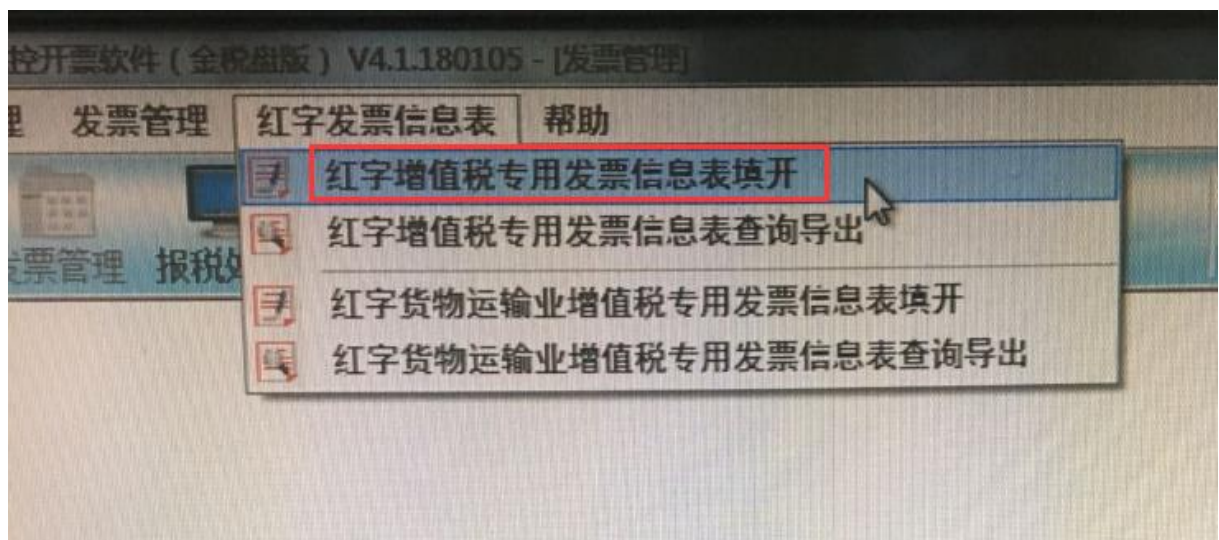 控开票软件（金税盘版）V4.1.180105 - [发票管理]
理 发票管理 红字发票信息表 帮助
红字增值税专用发票信息表填开
红字增值税专用发票信息表查询导出
发票管理 报税处
红字货物运输业增值税专用发票信息表填开
红字货物运输业增值税专用发票信息表查询导出